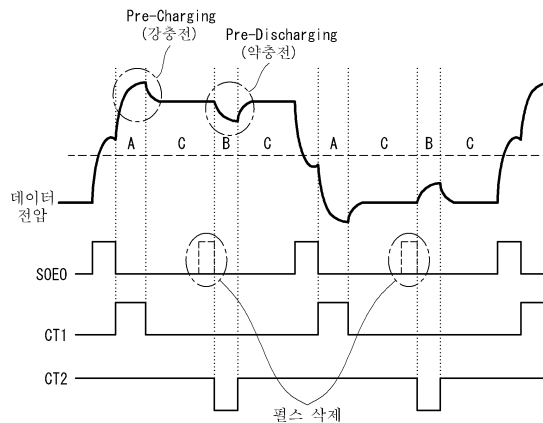 Pre-Charging
(강충전)
Pre-Discharging
(약충전)
A C B C A C B C
데이터
전압
SOEO
CT1
CT2
펄스 삭제